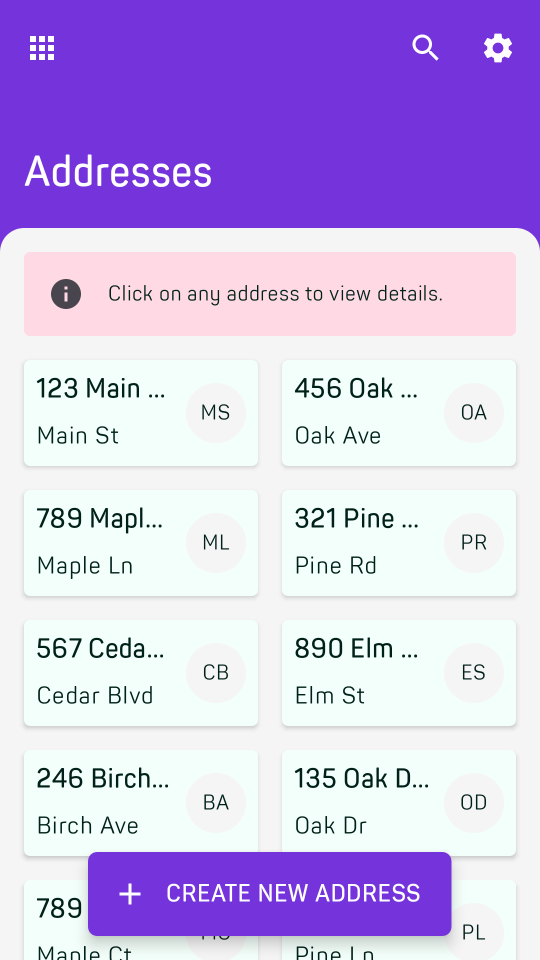 Addresses
Click on any address to view details.
123 Main ...
Main St
MS
456 Oak ...
Oak Ave
OA
789 Mapl...
Maple Ln
ML
321 Pine ...
Pine Rd
PR
567 Ceda...
Cedar Blvd
CB
890 Elm ...
Elm St
ES
246 Birch...
Birch Ave
BA
135 Oak D...
Oak Dr
OD
789
Maple Ct
PL
Pine Ln
CREATE NEW ADDRESS